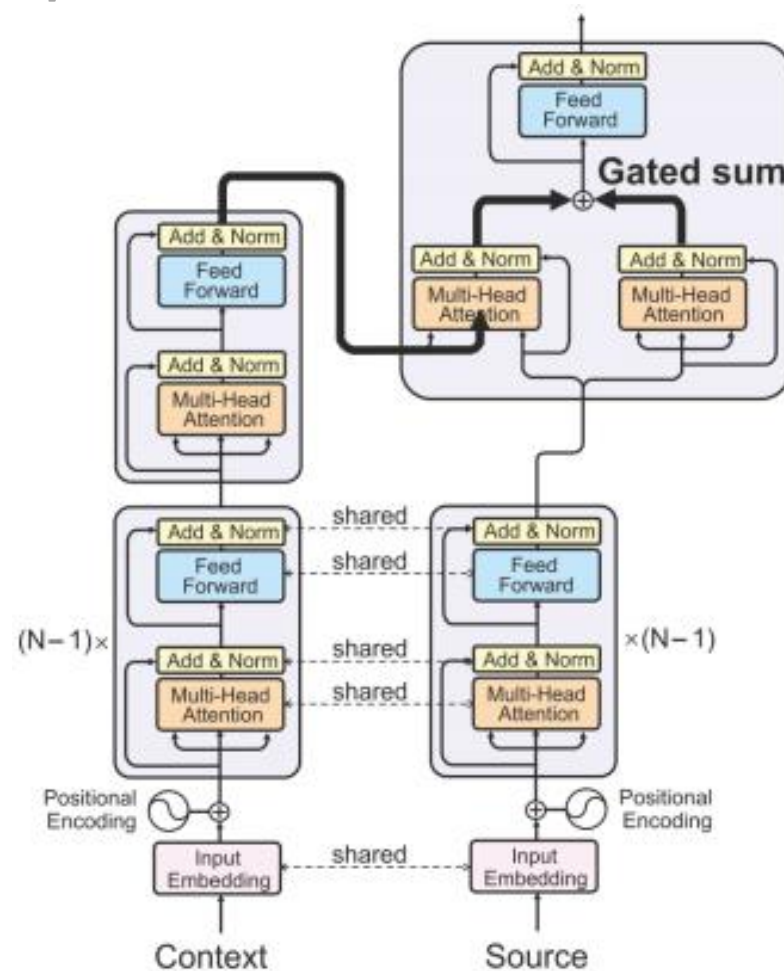 Add & Norm
Feed
Forward
Gated sum
Add & Norm
Multi-Head
Attention
Add & Norm
Multi-Head
Attention
Add & Norm
Feed
Forward
Add & Norm
Multi-Head
Attention
Add & Norm
Feed
Forward
Add & Norm
Multi-Head
Attention
(N−1)×
shared
shared
shared
shared
Add & Norm
Feed
Forward
Add & Norm
Multi-Head
Attention
×(N−1)
Positional
Encoding
Positional
Encoding
Input
Embedding
shared
Input
Embedding
Context
Source